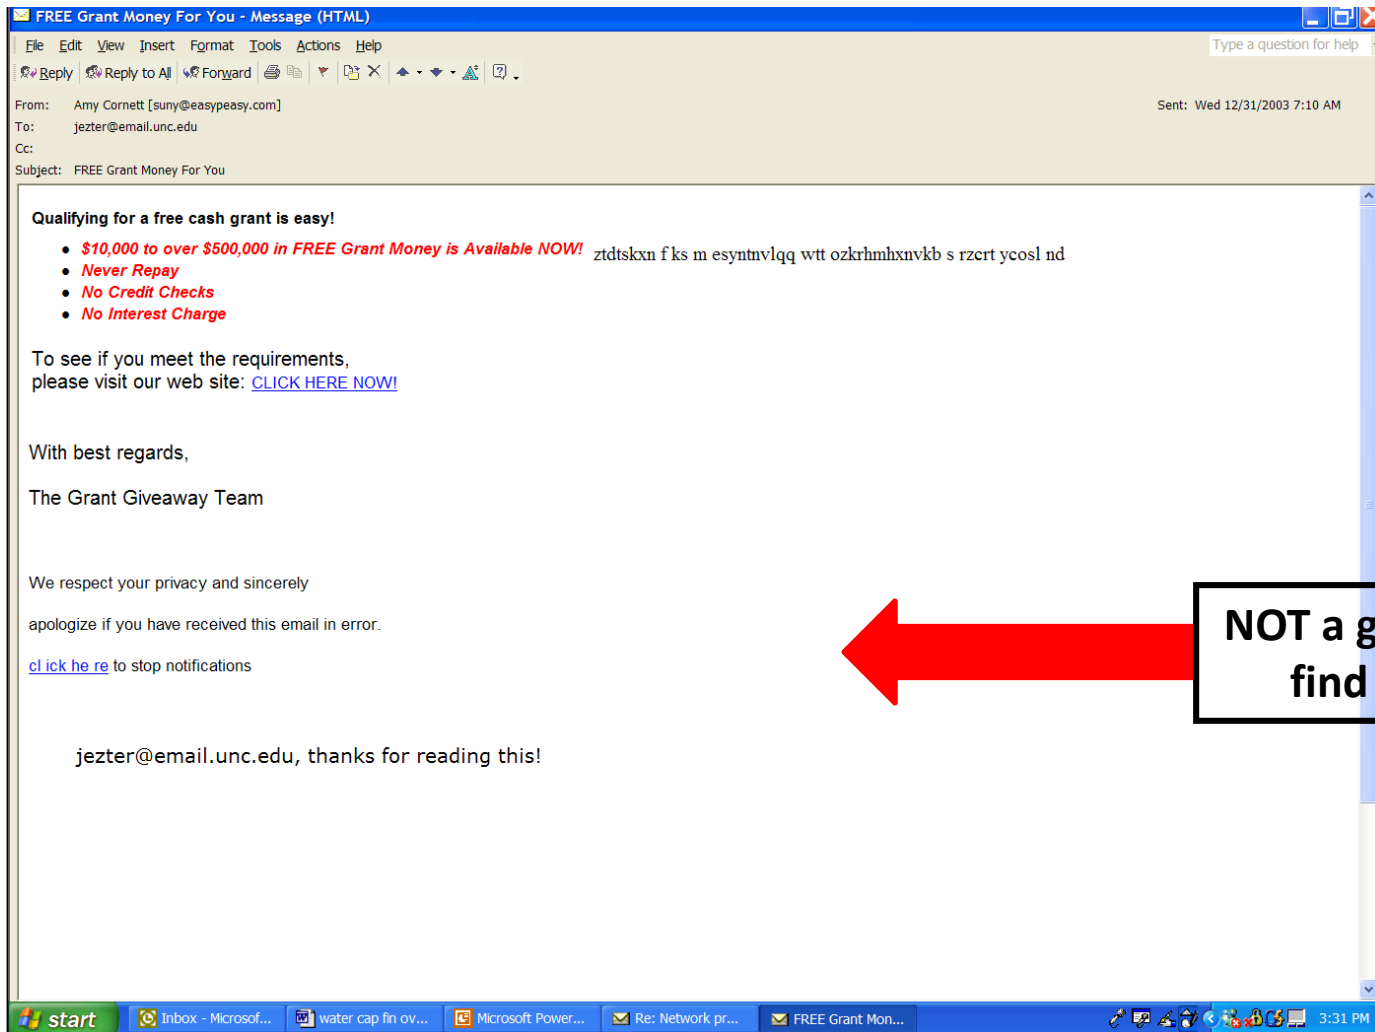 FREE Grant Money For You - Message (HTML)
File Edit View Insert Format Tools Actions Help
Type a question for help
Reply Reply to All Forward
From: Amy Cornett [suny@easypeasy.com]
Sent: Wed 12/31/2003 7:10 AM
To: jezter@email.unc.edu
Cc:
Subject: FREE Grant Money For You
Qualifying for a free cash grant is easy!
• $10,000 to over $500,000 in FREE Grant Money is Available NOW! ztdtskxn f ks m esyntnvlqq wtt ozkrhmhxnvkb s rzcrt ycosl nd
• Never Repay
• No Credit Checks
• No Interest Charge
To see if you meet the requirements,
please visit our web site: CLICK HERE NOW!
With best regards,
The Grant Giveaway Team
We respect your privacy and sincerely
apologize if you have received this email in error.
cl ick he re to stop notifications
NOT a g
find
jezter@email.unc.edu, thanks for reading this!
start Inbox - Microsof... water cap fin ov... Microsoft Power... Re: Network pr... FREE Grant Mon... 3:31 PM